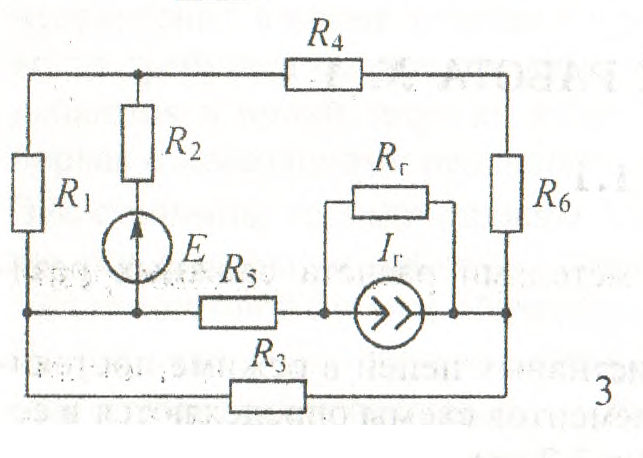 R₄
R₂
R₁
Rг
R₆
E
Iг
R₅
R₃
3